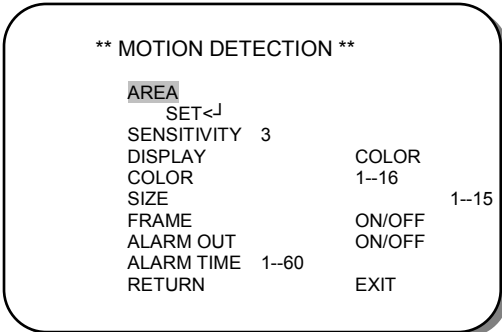 ** MOTION DETECTION **
AREA
SET<┘
SENSITIVITY 3
DISPLAY COLOR
COLOR 1--16
SIZE 1--15
FRAME ON/OFF
ALARM OUT ON/OFF
ALARM TIME 1--60
RETURN EXIT